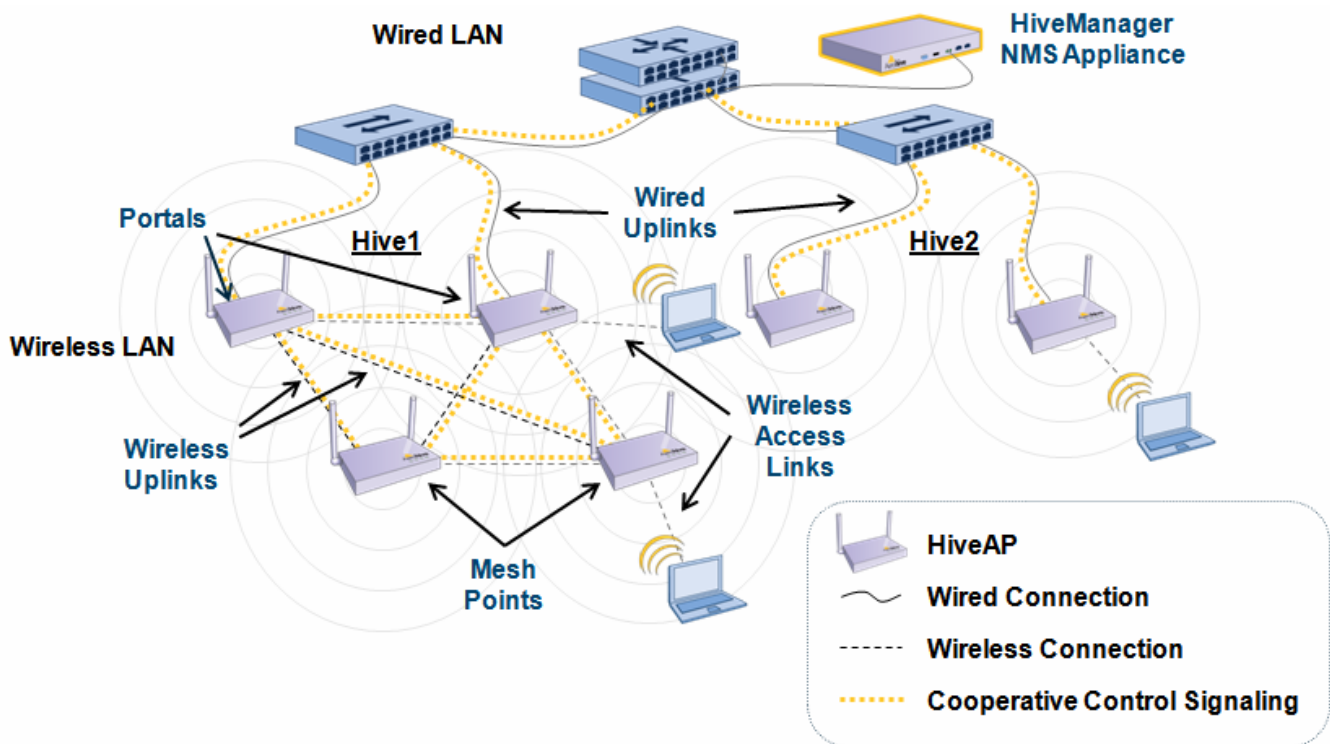 Wired LAN
HiveManager
NMS Appliance
Portals
Hive1
Wired
Uplinks
Hive2
Wireless LAN
Wireless
Uplinks
Wireless
Access
Links
Mesh
Points
HiveAP
Wired Connection
Wireless Connection
Cooperative Control Signaling